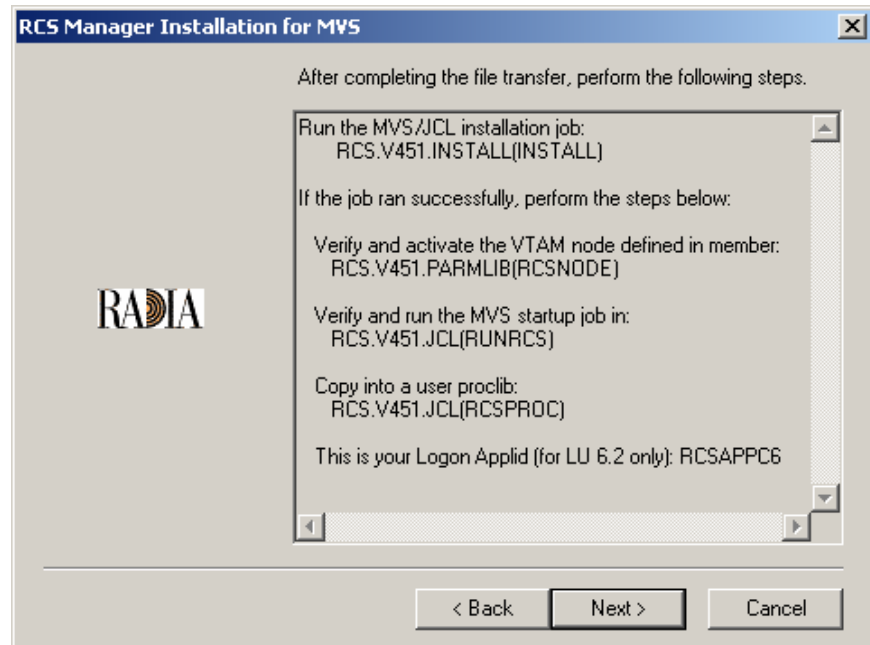 RCS Manager Installation for MVS
After completing the file transfer, perform the following steps.
Run the MVS/JCL installation job:
RCS.V451.INSTALL(INSTALL)
If the job ran successfully, perform the steps below:
Verify and activate the VTAM node defined in member:
RCS.V451.PARMLIB(RCSNODE)
Verify and run the MVS startup job in:
RCS.V451.JCL(RUNRCS)
Copy into a user proclib:
RCS.V451.JCL(RCSPROC)
This is your Logon Applid (for LU 6.2 only): RCSAPPC6
RADIA
< Back
Next >
Cancel